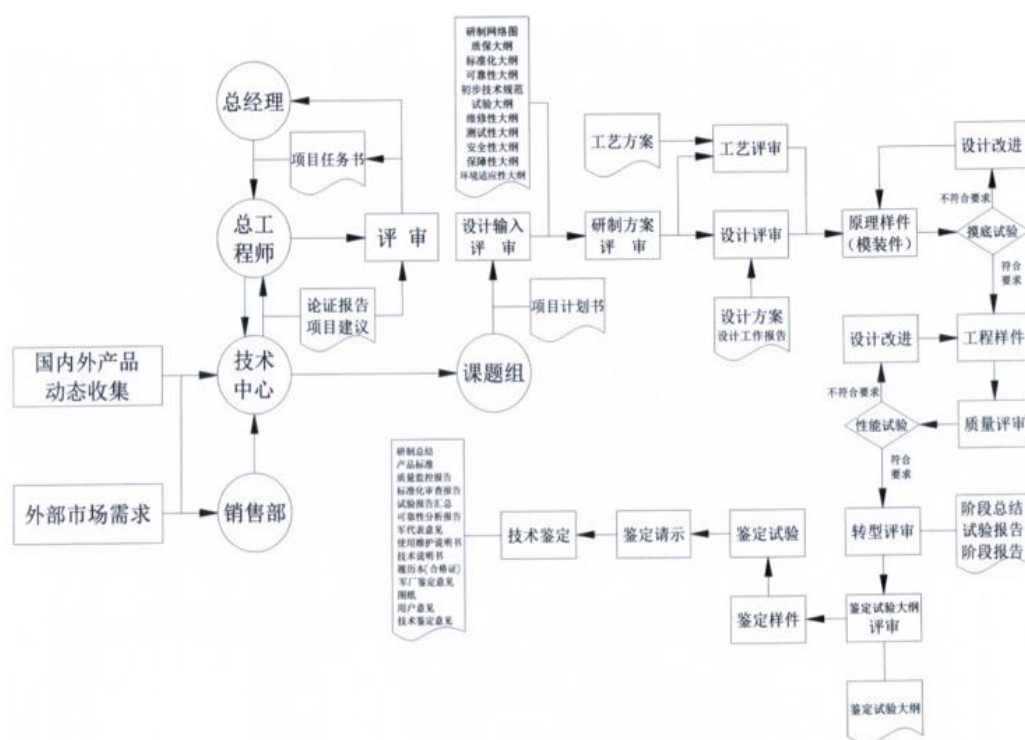 总经理
项目任务书
总工
程师
评 审
论证报告
项目建议
国内外产品
动态收集
技术
中心
外部市场需求
销售部
研制网络图
质保大纲
标准化大纲
可靠性大纲
初步技术规范
试验大纲
维修性大纲
测试性大纲
安全性大纲
保障性大纲
环境适应性大纲
设计输入
评 审
项目计划书
课题组
研制方案
评 审
工艺方案
工艺评审
设计评审
设计方案
设计工作报告
原理样件
(模装件)
设计改进
不符合要求
摸底试验
符合
要求
工程样件
设计改进
不符合要求
性能试验
质量评审
符合
要求
转型评审
阶段总结
试验报告
阶段报告
鉴定试验大纲
评审
鉴定试验大纲
鉴定样件
鉴定试验
鉴定请示
技术鉴定
研制总结
产品标准
质量监控报告
标准化审查报告
试验报告汇总
可靠性分析报告
军代表意见
使用维护说明书
技术说明书
履历本(合格证)
军厂鉴定意见
图纸
用户意见
技术鉴定意见